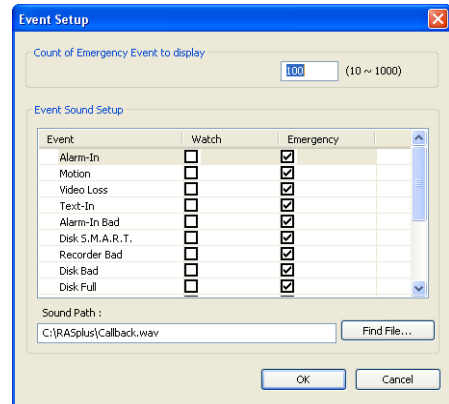 Event Setup
Count of Emergency Event to display
100 (10 ~ 1000)
Event Sound Setup
Event Watch Emergency
Alarm-In
Motion
Video Loss
Text-In
Alarm-In Bad
Disk S.M.A.R.T.
Recorder Bad
Disk Bad
Disk Full
Sound Path :
C:\RASplus\Callback.wav Find File...
OK Cancel